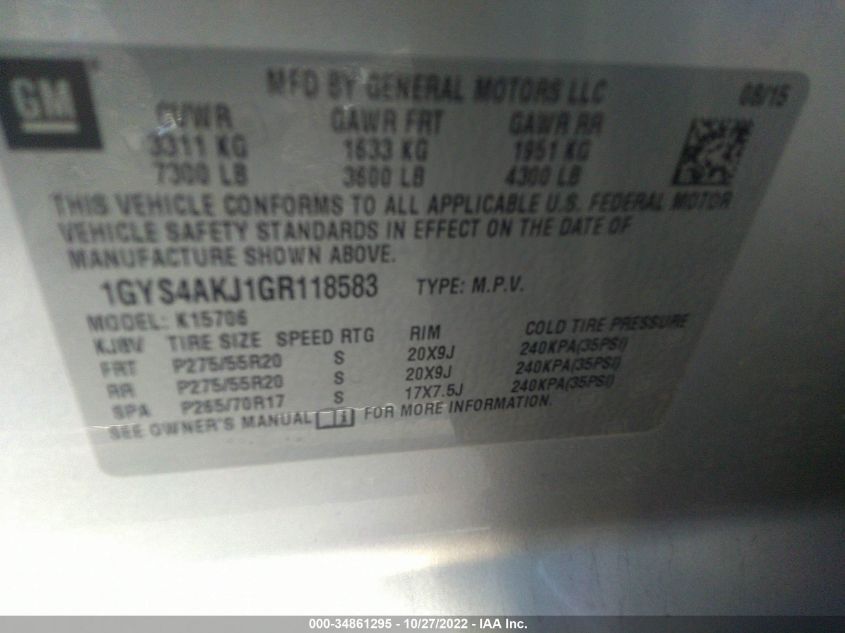 GM
MFD BY GENERAL MOTORS LLC 08/15
GVWR GAWR FRT GAWR RR
3311 KG 1633 KG 1951 KG
7300 LB 3600 LB 4300 LB
THIS VEHICLE CONFORMS TO ALL APPLICABLE U.S. FEDERAL MOTOR
VEHICLE SAFETY STANDARDS IN EFFECT ON THE DATE OF
MANUFACTURE SHOWN ABOVE.
1GYS4AKJ1GR118583 TYPE: M.P.V.
MODEL: K15706
KJ8V TIRE SIZE SPEED RTG RIM COLD TIRE PRESSURE
FRT P275/55R20 S 20X9J 240KPA(35PSI)
RR P275/55R20 S 20X9J 240KPA(35PSI)
SPA P265/70R17 S 17X7.5J 240KPA(35PSI)
SEE OWNER'S MANUAL FOR MORE INFORMATION.
000-34861295 - 10/27/2022 - IAA Inc.